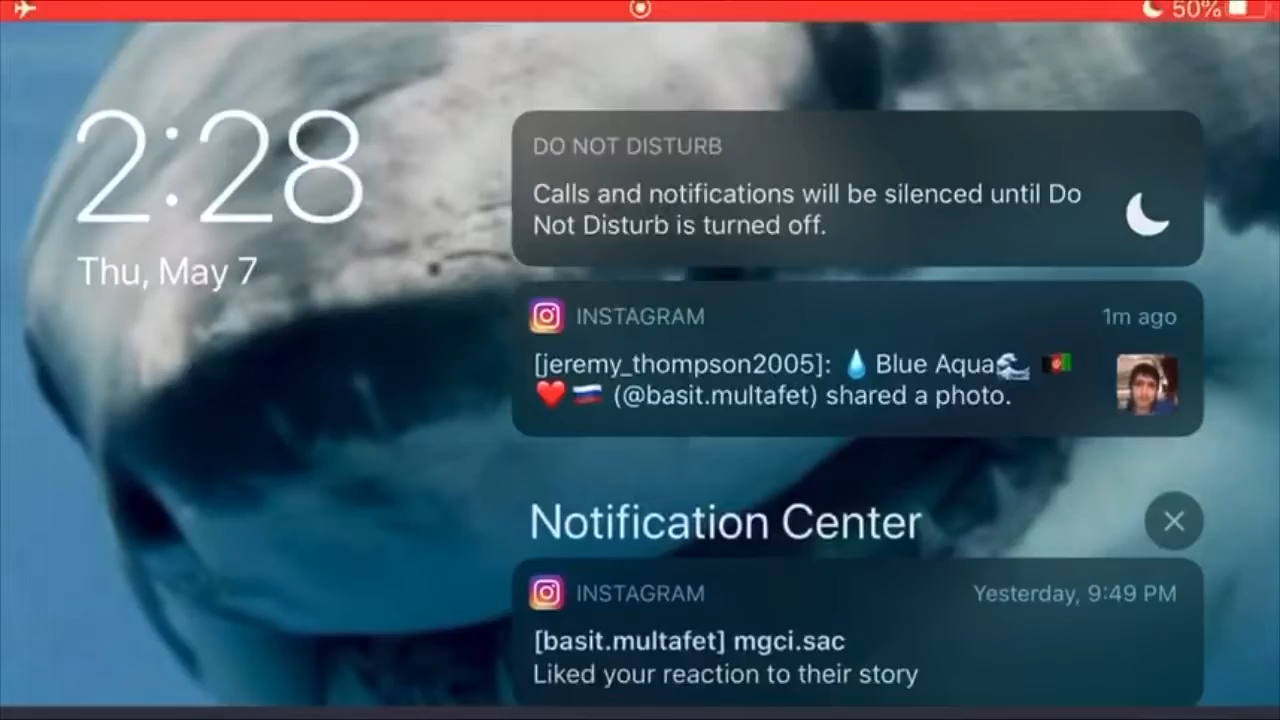 50%
2:28
Thu, May 7
DO NOT DISTURB
Calls and notifications will be silenced until Do
Not Disturb is turned off.
INSTAGRAM
1m ago
[jeremy_thompson2005]: 💧 Blue Aqua🌊 🇦🇫
❤️🇷🇺 (@basit.multafet) shared a photo.
Notification Center
INSTAGRAM
Yesterday, 9:49 PM
[basit.multafet] mgci.sac
Liked your reaction to their story